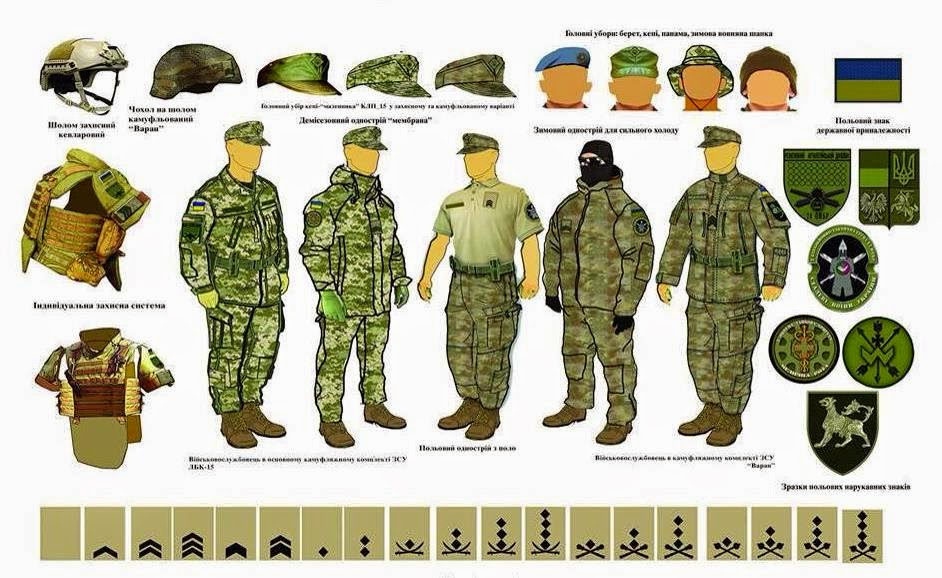 Головні убори: берет, кепі, панама, зимова вовняна шапка
Шолом захисний
кевларовий
Чохол на шолом
камуфльований
"Варан"
Головний убір кепі-"мазепинка" КЛП_15 у захисному та камуфльованому варіанті
Демісезонний однострій "мембрана"
Зимовий однострій для сильного холоду
Польовий знак
державної приналежності
Індивідуальна захисна система
Польовий однострій з поло
Військовослужбовець в основному камуфляжному комплекті ЗСУ
ЛБК-15
Військовослужбовець в камуфляжному комплекті ЗСУ
"Варан"
Зразки польових нарукавних знаків